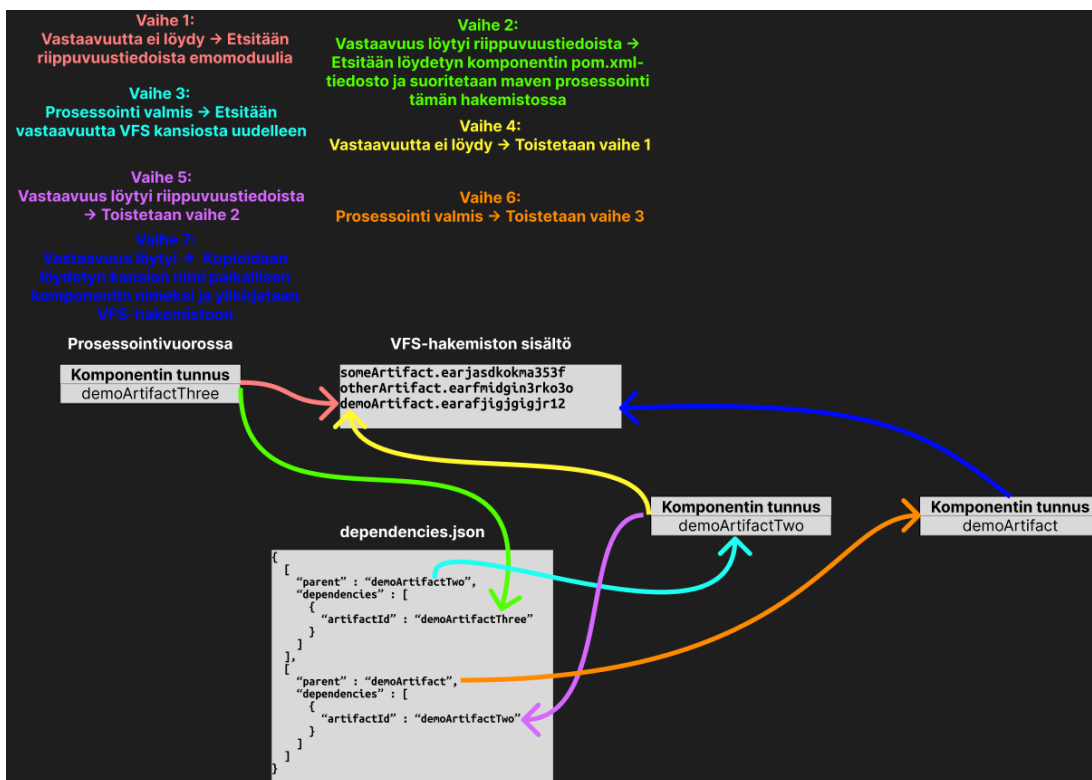 Vaihe 1:
Vastaavuutta ei löydy → Etsitään
riippuvuustiedoista emomoduulia
Vaihe 2:
Vastaavuus löytyi riippuvuustiedoista →
Etsitään löydetyn komponentin pom.xml-
tiedosto ja suoritetaan maven prosessointi
tämän hakemistossa
Vaihe 3:
Prosessointi valmis → Etsitään
vastaavuutta VFS kansiosta uudelleen
Vaihe 4:
Vastaavuutta ei löydy → Toistetaan vaihe 1
Vaihe 5:
Vastaavuus löytyi riippuvuustiedoista
→ Toistetaan vaihe 2
Vaihe 6:
Prosessointi valmis → Toistetaan vaihe 3
Vaihe 7:
Vastaavuus löytyi → Kopioidaan
löydetyn kansion nimi paikallisen
komponentin nimeksi ja ylikirjataan
VFS-hakemistoon
Prosessointivuorossa
Komponentin tunnus
demoArtifactThree
VFS-hakemiston sisältö
someArtifact.earjasdkokma353f
otherArtifact.earfmidgin3rko3o
demoArtifact.earafjigjgigjr12
Komponentin tunnus
demoArtifactTwo
Komponentin tunnus
demoArtifact
dependencies.json
{
[
“parent” : “demoArtifactTwo”,
“dependencies” : [
{
“artifactId” : “demoArtifactThree”
}
]
],
[
“parent” : “demoArtifact”,
“dependencies” : [
{
“artifactId” : “demoArtifactTwo”
}
]
]
}